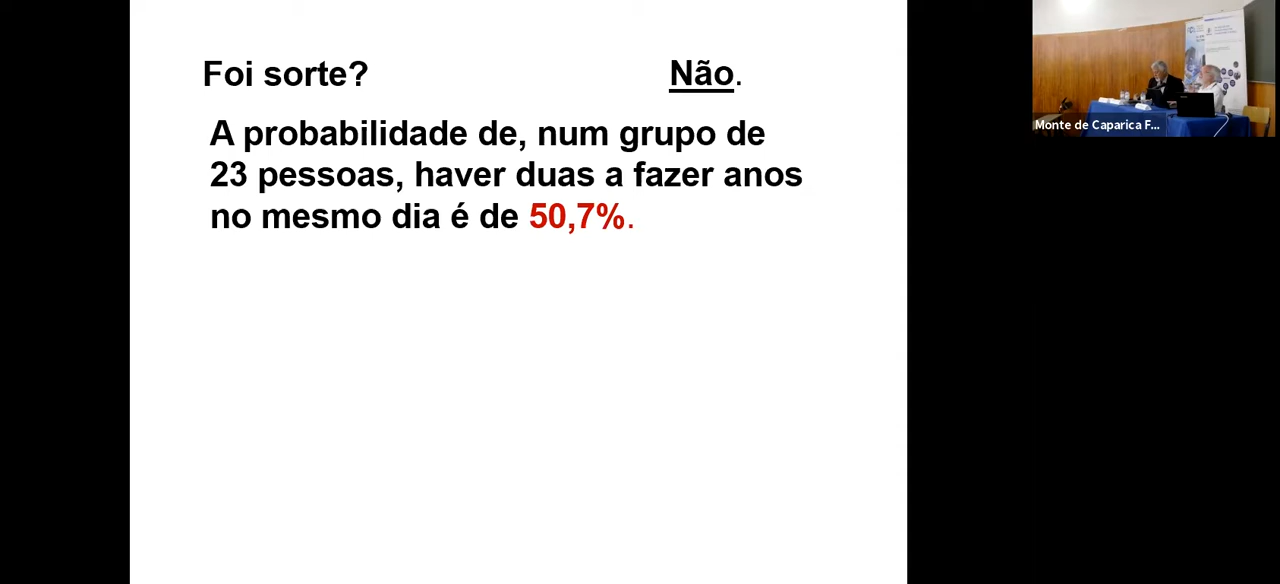 Foi sorte? Não.
A probabilidade de, num grupo de
23 pessoas, haver duas a fazer anos
no mesmo dia é de 50,7%.
Monte de Caparica F...